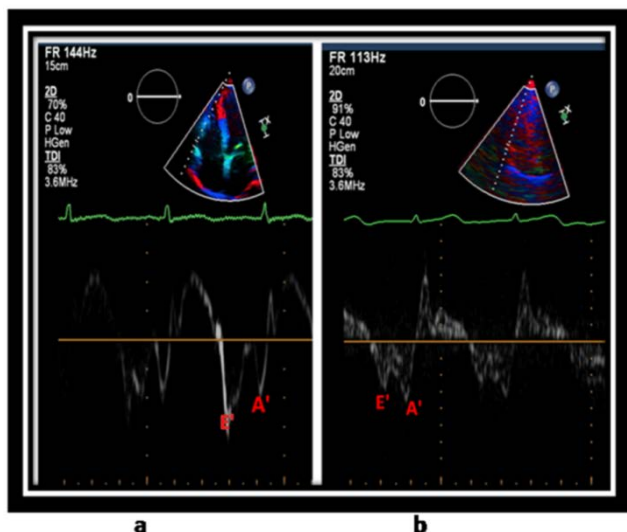 FR 144Hz
15cm
2D
70%
C 40
P Low
HGen
TDI
83%
3.6MHz
0
P
E'
A'
FR 113Hz
20cm
2D
91%
C 40
P Low
HGen
TDI
83%
3.6MHz
0
P
E'
A'
a
b